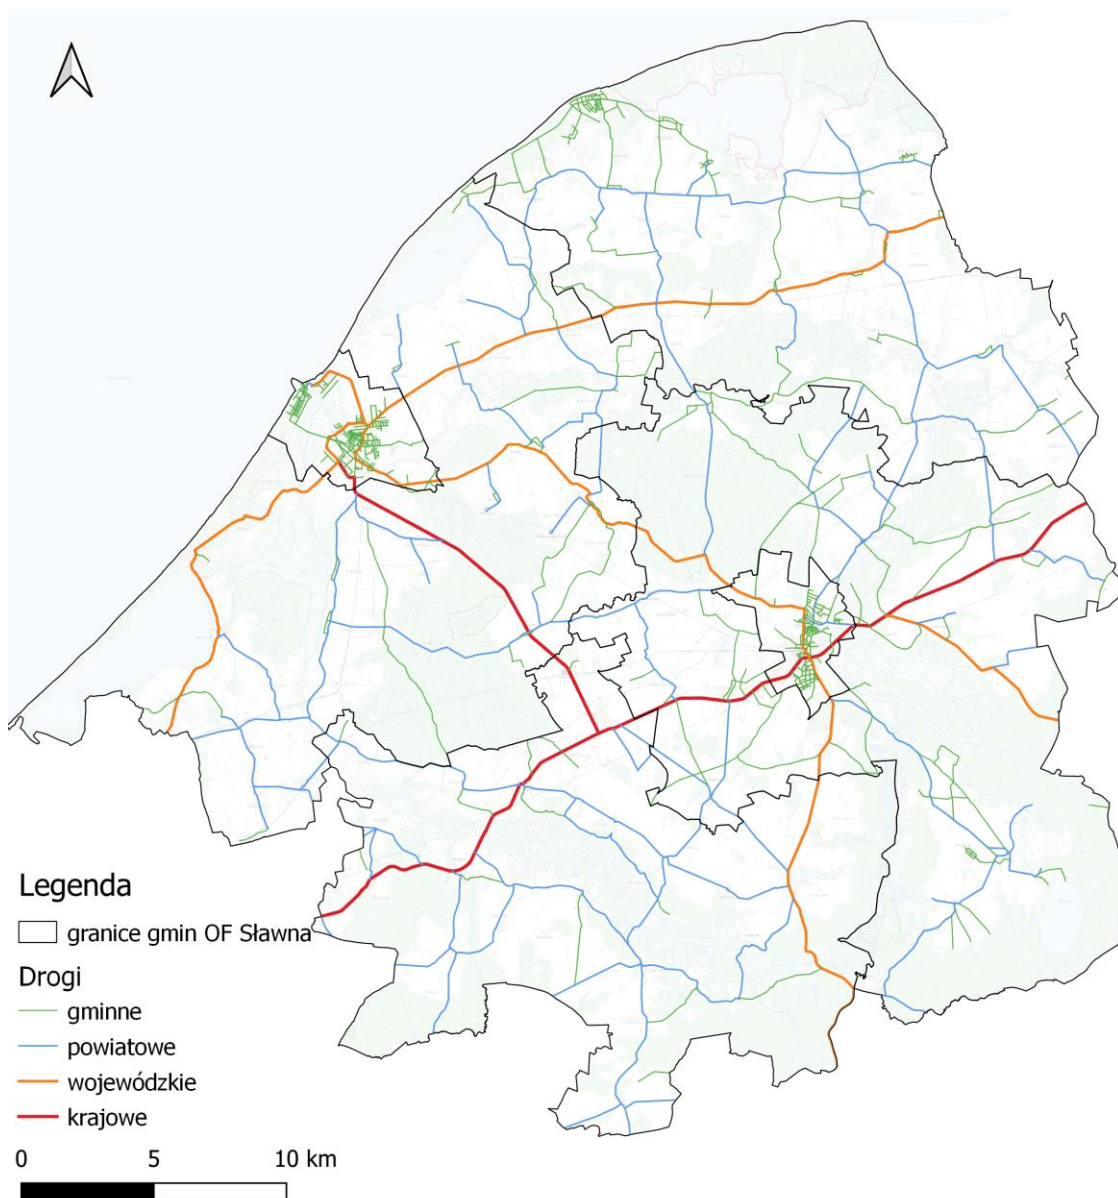 Legenda
granice gmin OF Sławna
Drogi
gminne
powiatowe
wojewódzkie
krajowe
0 5 10 km